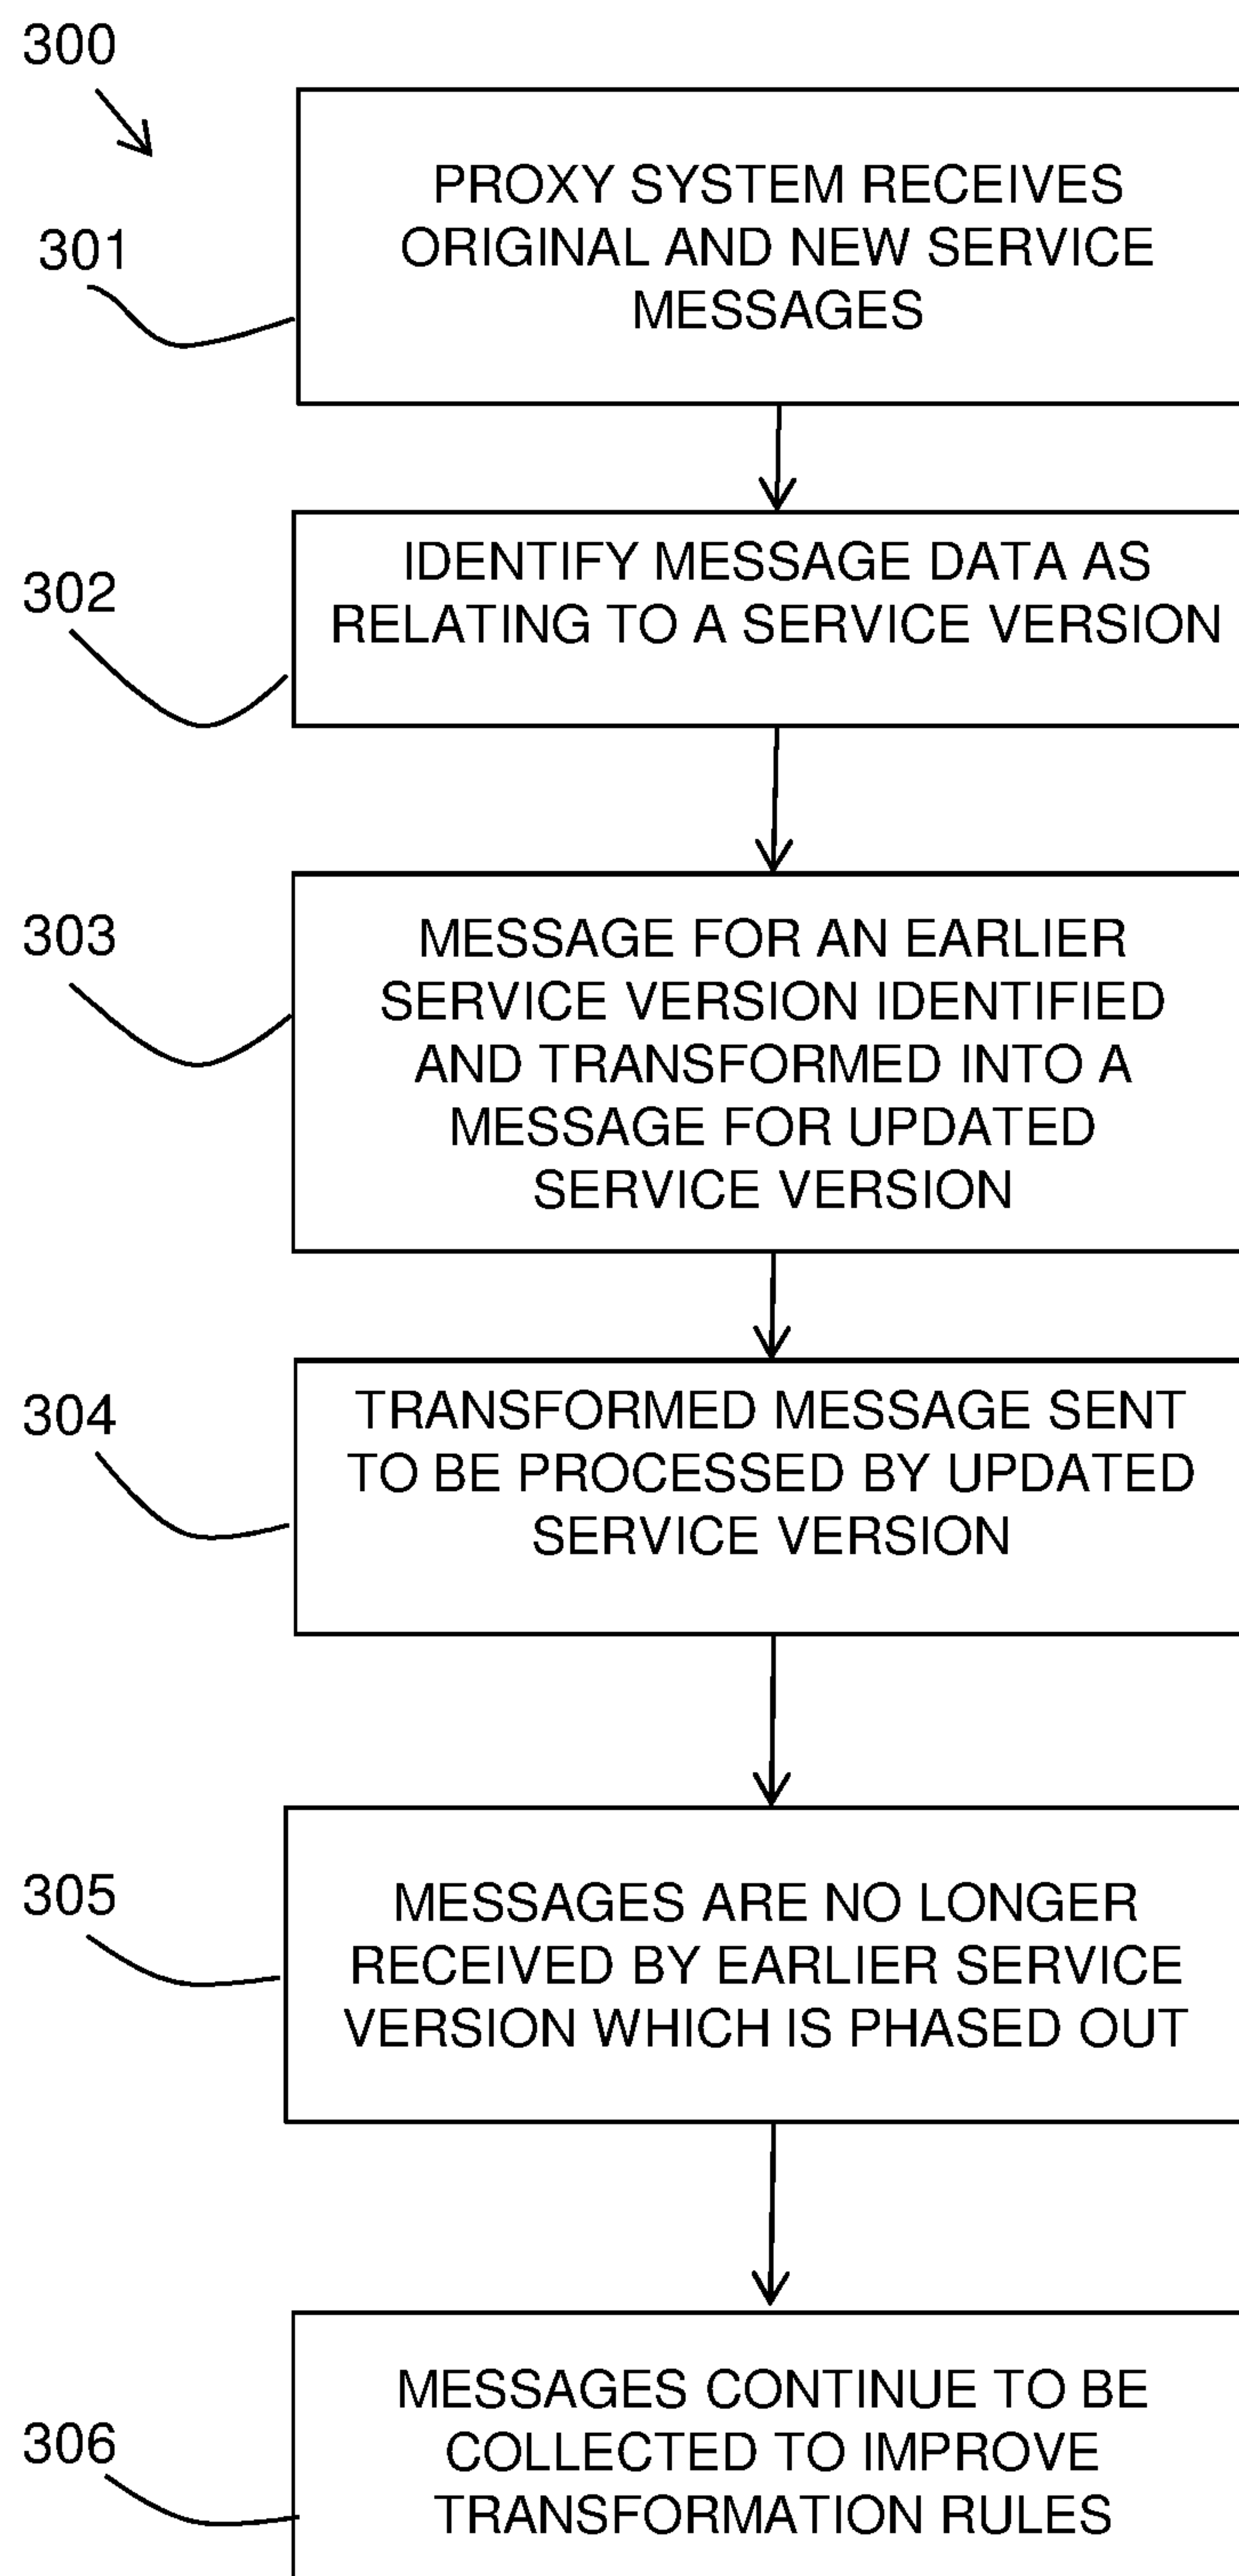 300
301
PROXY SYSTEM RECEIVES
ORIGINAL AND NEW SERVICE
MESSAGES
302
IDENTIFY MESSAGE DATA AS
RELATING TO A SERVICE VERSION
303
MESSAGE FOR AN EARLIER
SERVICE VERSION IDENTIFIED
AND TRANSFORMED INTO A
MESSAGE FOR UPDATED
SERVICE VERSION
304
TRANSFORMED MESSAGE SENT
TO BE PROCESSED BY UPDATED
SERVICE VERSION
305
MESSAGES ARE NO LONGER
RECEIVED BY EARLIER SERVICE
VERSION WHICH IS PHASED OUT
306
MESSAGES CONTINUE TO BE
COLLECTED TO IMPROVE
TRANSFORMATION RULES